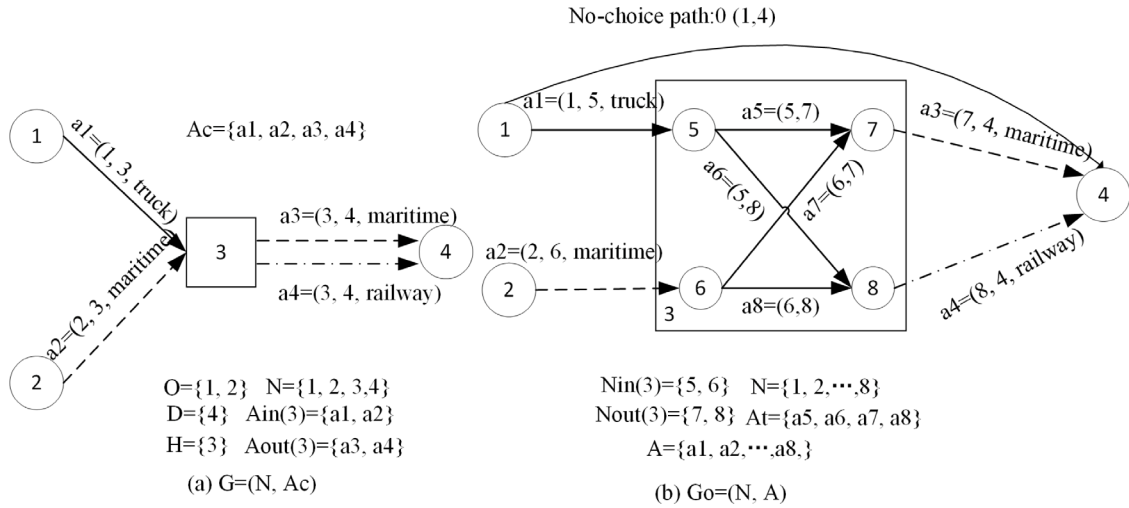 No-choice path:0 (1,4)
1
a1=(1, 3, truck)
Ac={a1, a2, a3, a4}
3
a2=(2, 3, maritime)
2
a3=(3, 4, maritime)
a4=(3, 4, railway)
4
O={1, 2} N={1, 2, 3,4}
D={4} Ain(3)={a1, a2}
H={3} Aout(3)={a3, a4}
(a) G=(N, Ac)
1
a1=(1, 5, truck)
5
a5=(5,7)
7
a3=(7, 4, maritime)
a6=(5,8)
a7=(6,7)
4
a2=(2, 6, maritime)
2
6
a8=(6,8)
8
3
a4=(8, 4, railway)
Nin(3)={5, 6} N={1, 2,⋯,8}
Nout(3)={7, 8} At={a5, a6, a7, a8}
A={a1, a2,⋯,a8,}
(b) Go=(N, A)